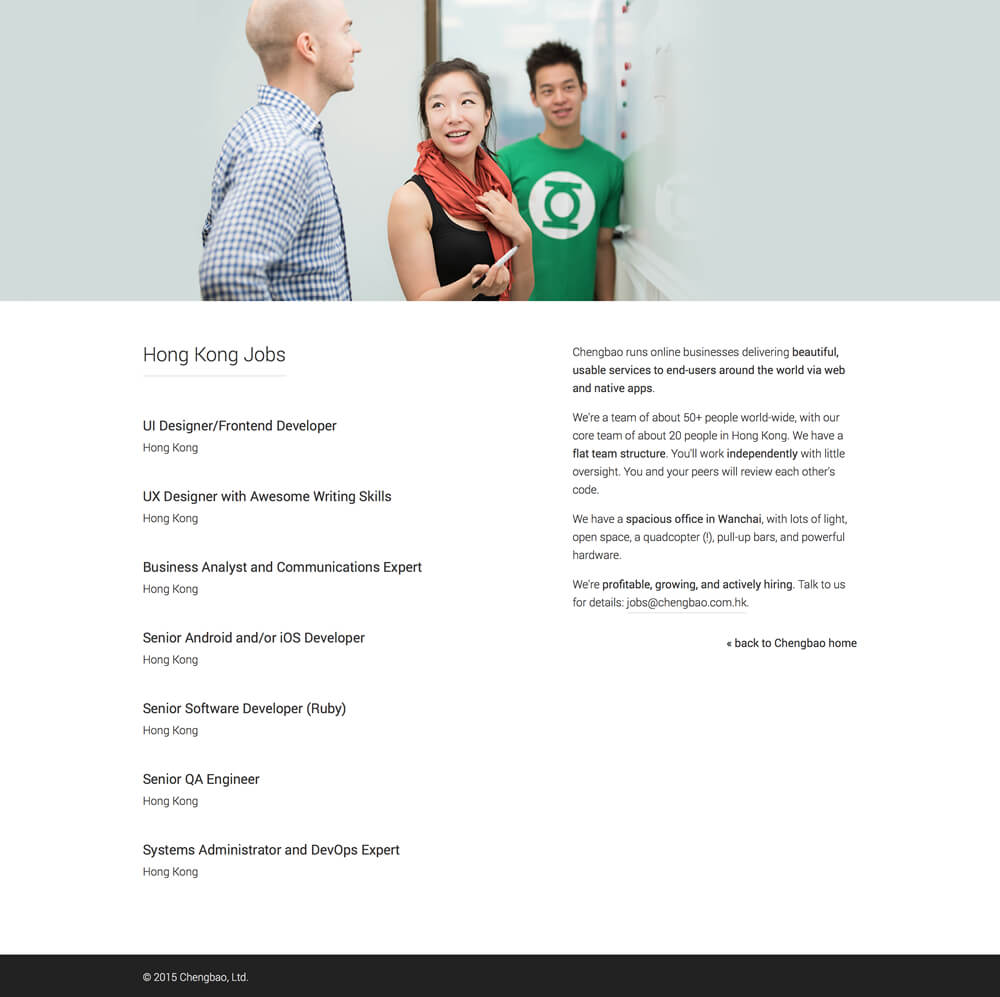 Hong Kong Jobs
UI Designer/Frontend Developer
Hong Kong
UX Designer with Awesome Writing Skills
Hong Kong
Business Analyst and Communications Expert
Hong Kong
Senior Android and/or iOS Developer
Hong Kong
Senior Software Developer (Ruby)
Hong Kong
Senior QA Engineer
Hong Kong
Systems Administrator and DevOps Expert
Hong Kong
Chengbao runs online businesses delivering beautiful,
usable services to end-users around the world via web
and native apps.
We're a team of about 50+ people world-wide, with our
core team of about 20 people in Hong Kong. We have a
flat team structure. You'll work independently with little
oversight. You and your peers will review each other's
code.
We have a spacious office in Wanchai, with lots of light,
open space, a quadcopter (!), pull-up bars, and powerful
hardware.
We're profitable, growing, and actively hiring. Talk to us
for details: jobs@chengbao.com.hk.
« back to Chengbao home
© 2015 Chengbao, Ltd.